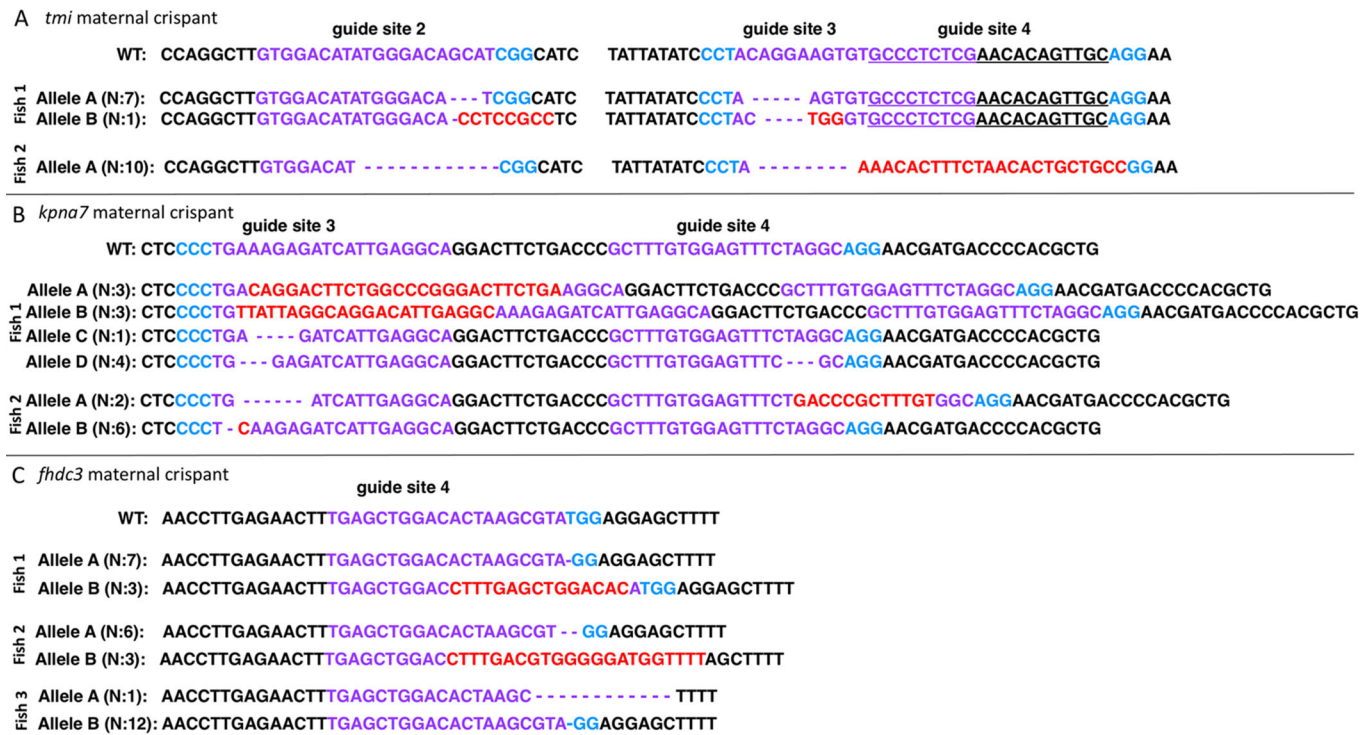 A tmi maternal crispant
guide site 2 guide site 3 guide site 4
WT: CCAGGCTTGTGGACATATGGGACAGCATCGGCATC TATTATATCCCTACAGGAAGTGTGCCCTCTCGAACACAGTTGCAGGAA
Fish 1
Allele A (N:7): CCAGGCTTGTGGACATATGGGACA---TCGGCATC TATTATATCCCTA-----AGTGTGCCCTCTCGAACACAGTTGCAGGAA
Allele B (N:1): CCAGGCTTGTGGACATATGGGACA-CCTCCGCCTC TATTATATCCCTAC----TGGGTGCCCTCTCGAACACAGTTGCAGGAA
Fish 2
Allele A (N:10): CCAGGCTTGTGGACAT------------CGGCATC TATTATATCCCTA--------AAACACTTTCTAACACTGCTGCCGGAA
B kpna7 maternal crispant
guide site 3 guide site 4
WT: CTCCCCTGAAAGAGATCATTGAGGCAGGACTTCTGACCCGCTTTGTGGAGTTTCTAGGCAGGAACGATGACCCCACGCTG
Fish 1
Allele A (N:3): CTCCCCTGACAGGACTTCTGGCCCGGGACTTCTGAAGGCAGGACTTCTGACCCGCTTTGTGGAGTTTCTAGGCAGGAACGATGACCCCACGCTG
Allele B (N:3): CTCCCCTGTTATTAGGCAGGACATTGAGGCAAAGAGATCATTGAGGCAGGACTTCTGACCCGCTTTGTGGAGTTTCTAGGCAGGAACGATGACCCCACGCTG
Allele C (N:1): CTCCCCTGA----GATCATTGAGGCAGGACTTCTGACCCGCTTTGTGGAGTTTCTAGGCAGGAACGATGACCCCACGCTG
Allele D (N:4): CTCCCCTG---GAGATCATTGAGGCAGGACTTCTGACCCGCTTTGTGGAGTTTC---GCAGGAACGATGACCCCACGCTG
Fish 2
Allele A (N:2): CTCCCCTG------ATCATTGAGGCAGGACTTCTGACCCGCTTTGTGGAGTTTCTGACCCGCTTTGTGGCAGGAACGATGACCCCACGCTG
Allele B (N:6): CTCCCCT-CAAGAGATCATTGAGGCAGGACTTCTGACCCGCTTTGTGGAGTTTCTAGGCAGGAACGATGACCCCACGCTG
C fhdc3 maternal crispant
guide site 4
WT: AACCTTGAGAACTTTGAGCTGGACACTAAGCGTATGGAGGAGCTTTT
Fish 1
Allele A (N:7): AACCTTGAGAACTTTGAGCTGGACACTAAGCGTA-GGAGGAGCTTTT
Allele B (N:3): AACCTTGAGAACTTTGAGCTGGACCTTTGAGCTGGACACATGGAGGAGCTTTT
Fish 2
Allele A (N:6): AACCTTGAGAACTTTGAGCTGGACACTAAGCGT--GGAGGAGCTTTT
Allele B (N:3): AACCTTGAGAACTTTGAGCTGGACCTTTGACGTGGGGGATGGTTTTAGCTTTT
Fish 3
Allele A (N:1): AACCTTGAGAACTTTGAGCTGGACACTAAGC------------TTTT
Allele B (N:12): AACCTTGAGAACTTTGAGCTGGACACTAAGCGTA-GGAGGAGCTTTT